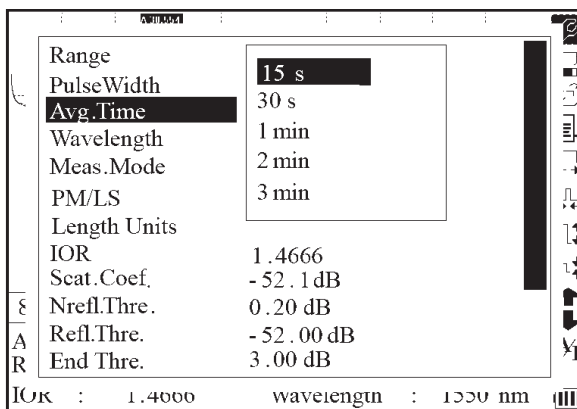 Range
PulseWidth
Avg.Time
Wavelength
Meas.Mode
PM/LS
Length Units
15 s
30 s
1 min
2 min
3 min
IOR 1.4666
Scat.Coef. -52.1dB
Nrefl.Thre. 0.20 dB
Refl.Thre. -52.00dB
End Thre. 3.00 dB
A
R
IOR : 1.4666 Wavelength : 1550 nm